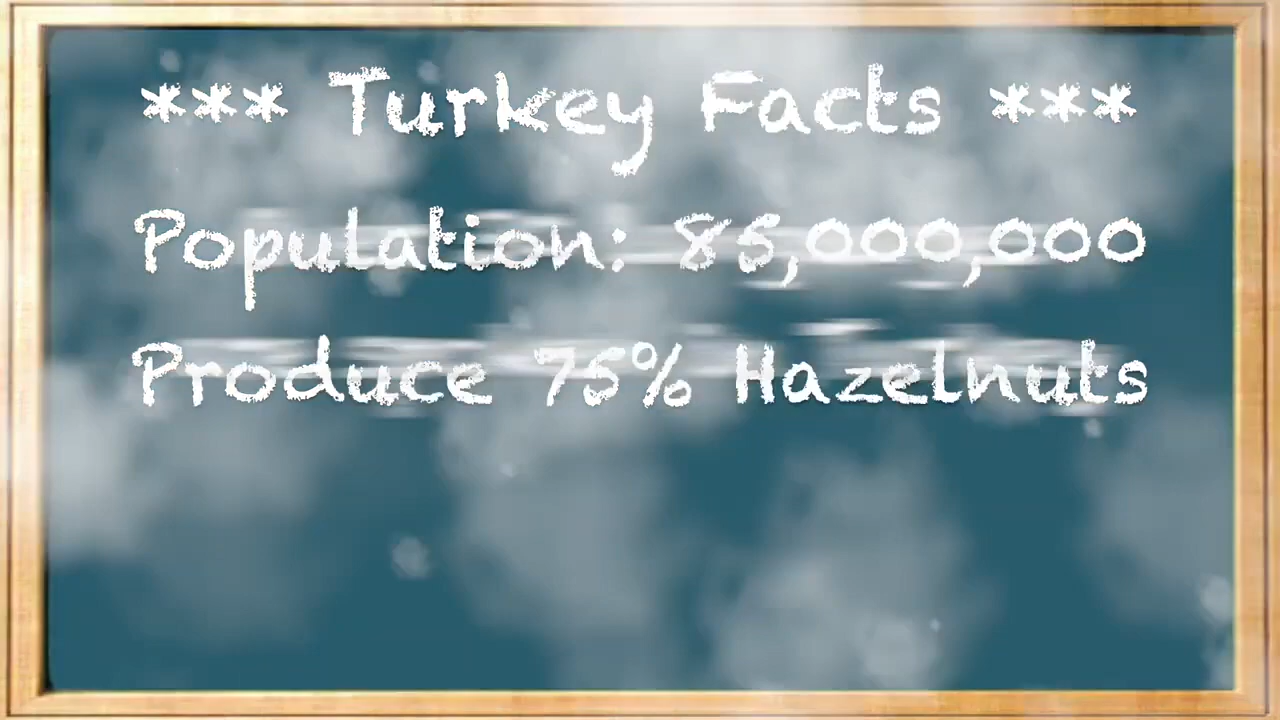 *** Turkey Facts ***
Population: 85,000,000
Produce 75% Hazelnuts